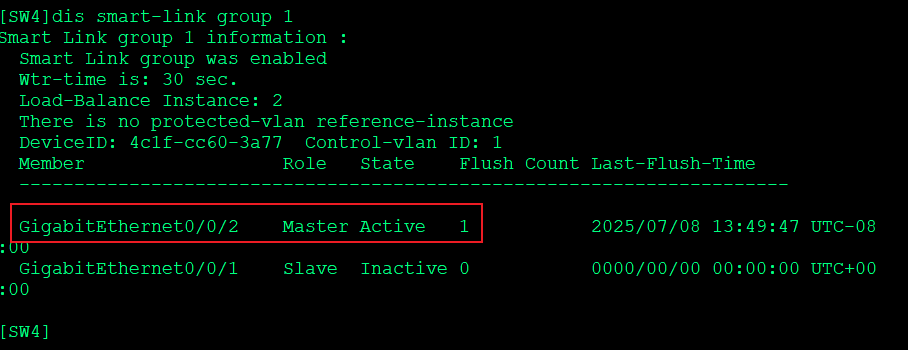 [SW4]dis smart-link group 1
Smart Link group 1 information :
  Smart Link group was enabled
  Wtr-time is: 30 sec.
  Load-Balance Instance: 2
  There is no protected-vlan reference-instance
  DeviceID: 4c1f-cc60-3a77  Control-vlan ID: 1
  Member                  Role   State    Flush Count Last-Flush-Time
  ----------------------------------------------------------------------
  GigabitEthernet0/0/2    Master Active   1           2025/07/08 13:49:47 UTC-08
:00
  GigabitEthernet0/0/1    Slave  Inactive 0           0000/00/00 00:00:00 UTC+00
:00
[SW4]